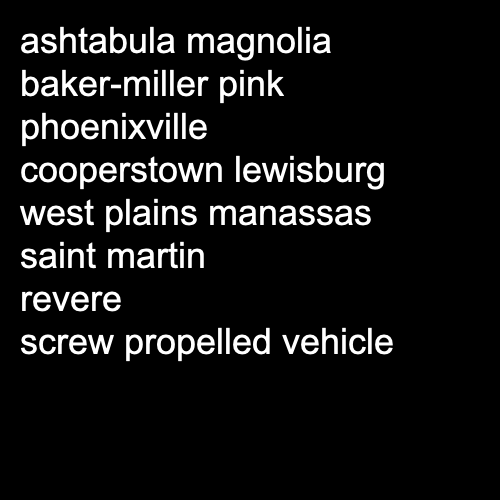 ashtabula magnolia
baker-miller pink
phoenixville
cooperstown lewisburg
west plains manassas
saint martin
revere
screw propelled vehicle